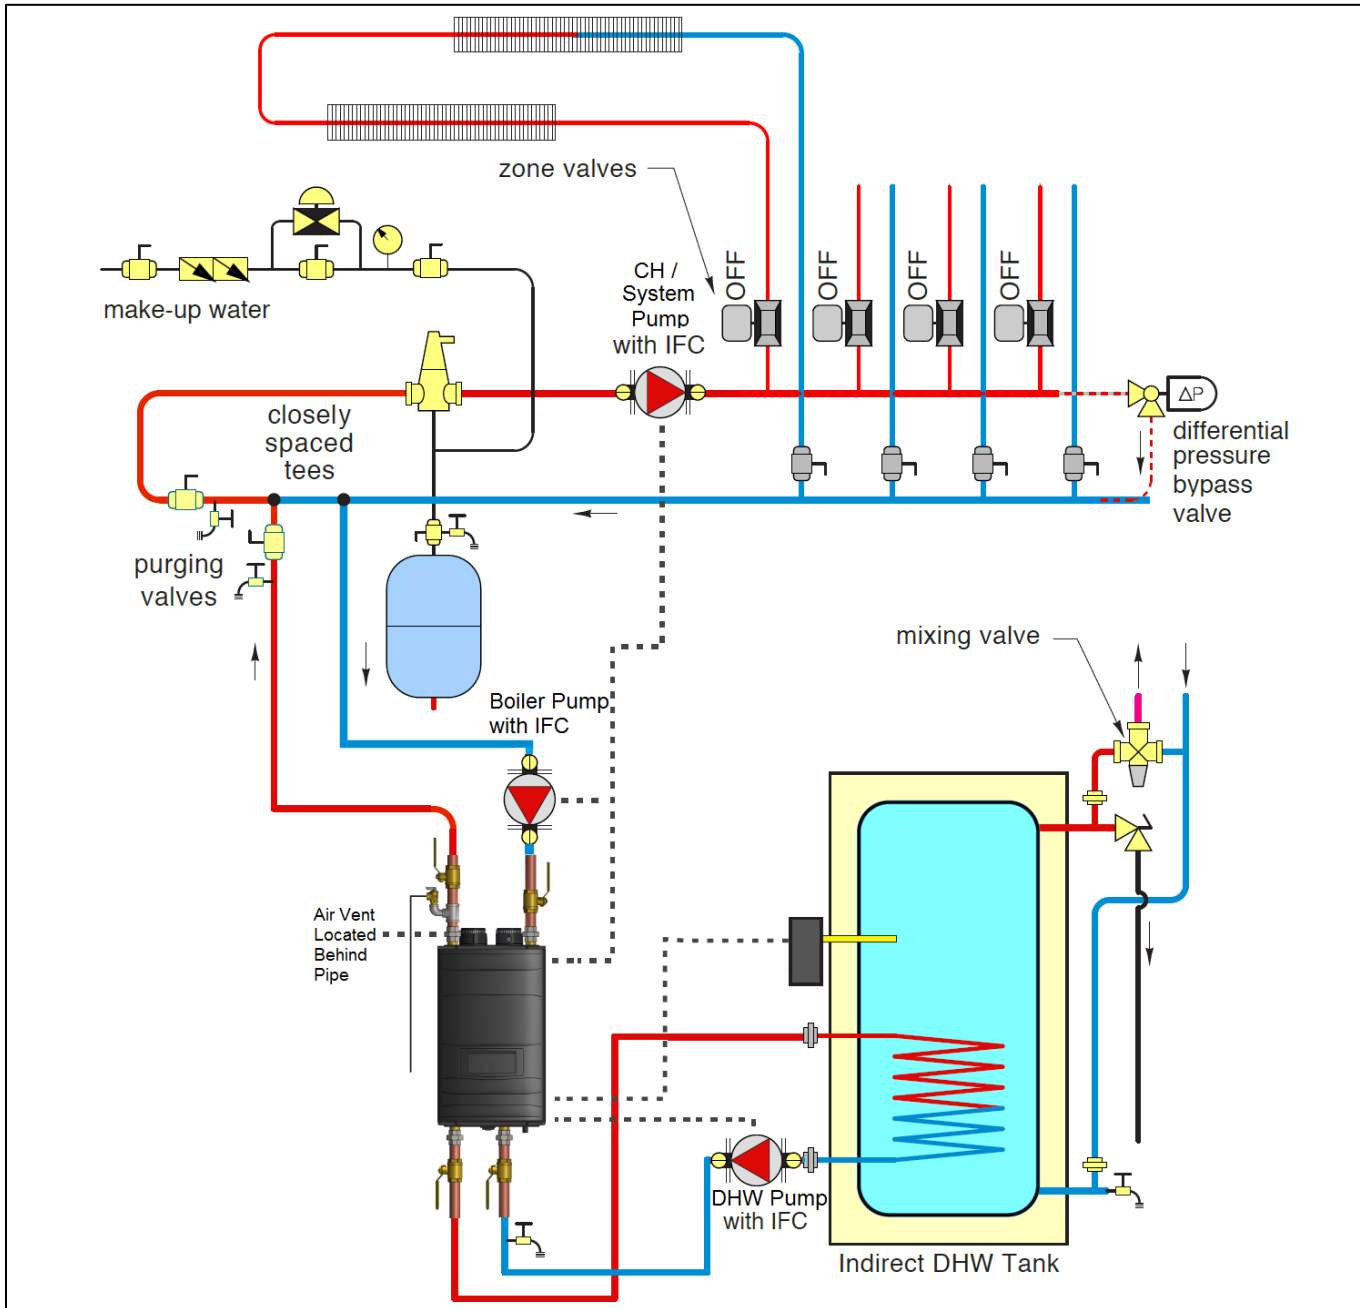 zone valves
make-up water
CH /
System
Pump
with IFC
OFF
OFF
OFF
OFF
closely
spaced
tees
ΔP
differential
pressure
bypass
valve
purging
valves
mixing valve
Boiler Pump
with IFC
Air Vent
Located
Behind
Pipe
DHW Pump
with IFC
Indirect DHW Tank